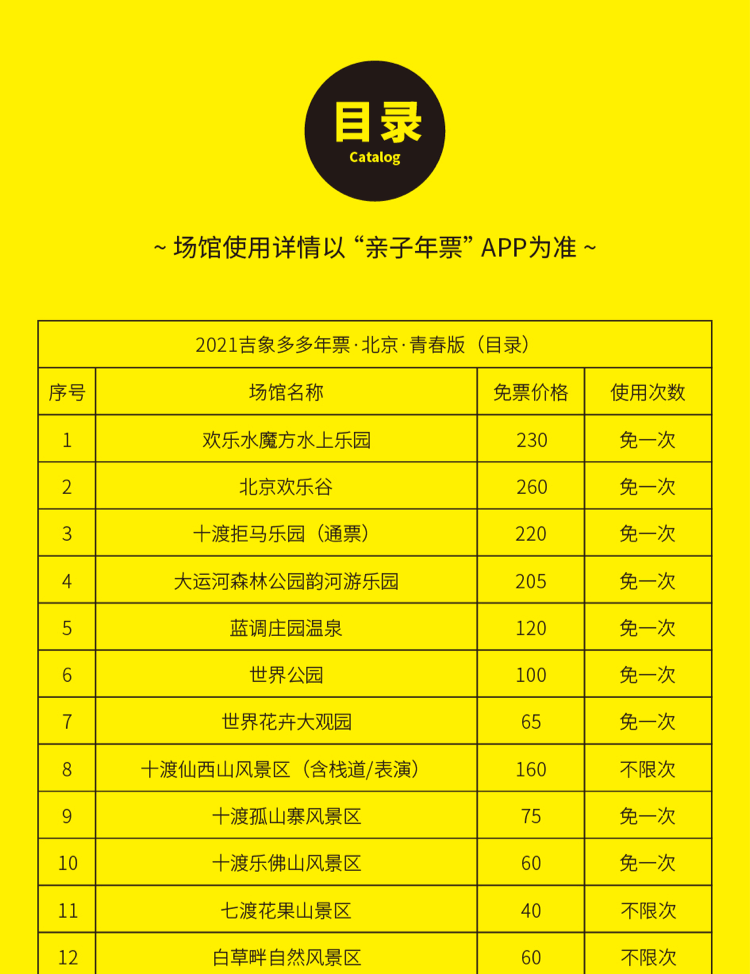 目录
Catalog
~ 场馆使用详情以 “亲子年票” APP为准 ~
2021吉象多多年票·北京·青春版（目录）
序号 场馆名称 免票价格 使用次数
1 欢乐水魔方水上乐园 230 免一次
2 北京欢乐谷 260 免一次
3 十渡拒马乐园（通票） 220 免一次
4 大运河森林公园韵河游乐园 205 免一次
5 蓝调庄园温泉 120 免一次
6 世界公园 100 免一次
7 世界花卉大观园 65 免一次
8 十渡仙西山风景区（含栈道/表演） 160 不限次
9 十渡孤山寨风景区 75 免一次
10 十渡乐佛山风景区 60 免一次
11 七渡花果山景区 40 不限次
12 白草畔自然风景区 60 不限次